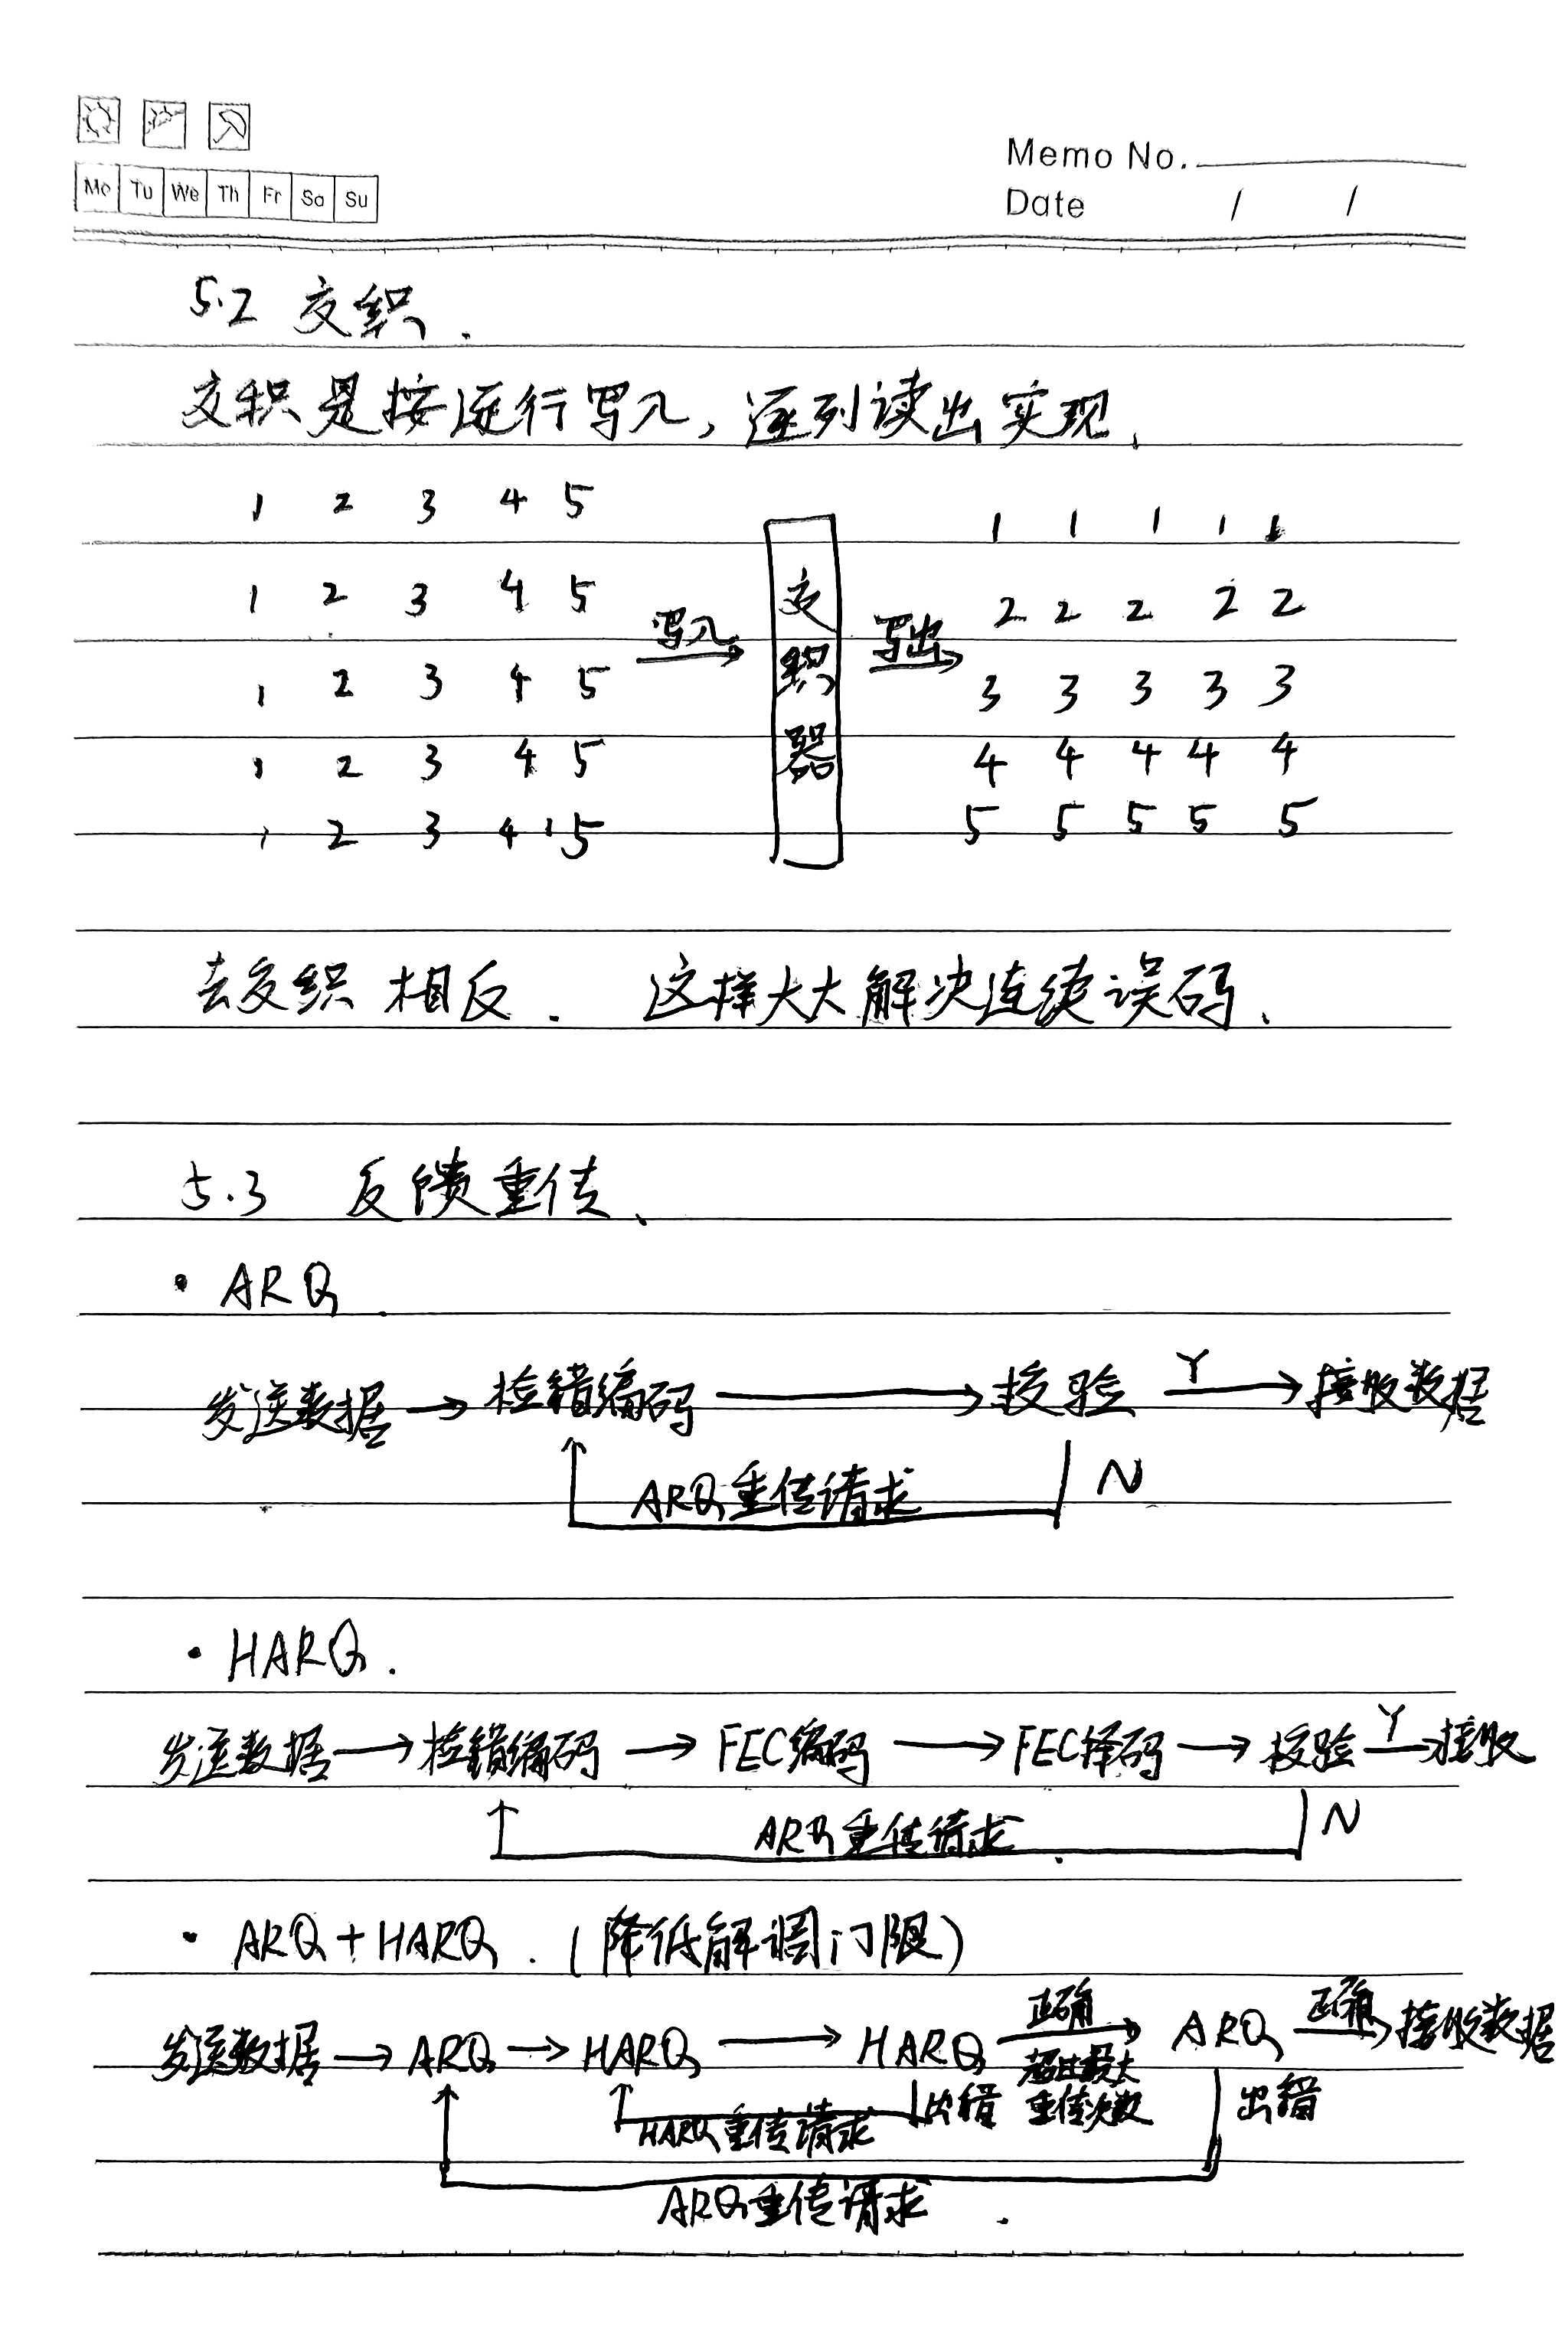 Memo No.
Mo Tu We Th Fr Sa Su
Date / /
5.2 交织.
交织是按逐行写入,逐列读出实现.
1 2 3 4 5
1 2 3 4 5
1 2 3 4 5
1 2 3 4 5
1 2 3 4 5
写入
交织器
写出
1 1 1 1 1
2 2 2 2 2
3 3 3 3 3
4 4 4 4 4
5 5 5 5 5
去交织 相反. 这样大大解决连续误码.
5.3 反馈重传.
· ARQ
发送数据 → 检错编码 → 校验 Y → 接收数据
ARQ重传请求 N
· HARQ.
发送数据 → 检错编码 → FEC编码 → FEC译码 → 校验 Y → 接收
ARQ重传请求 N
· ARQ+HARQ.(降低解调门限)
发送数据 → ARQ → HARQ → HARQ 正确 → ARQ 正确 → 接收数据
HARQ重传请求 出错 超过最大重传次数 出错
ARQ重传请求.